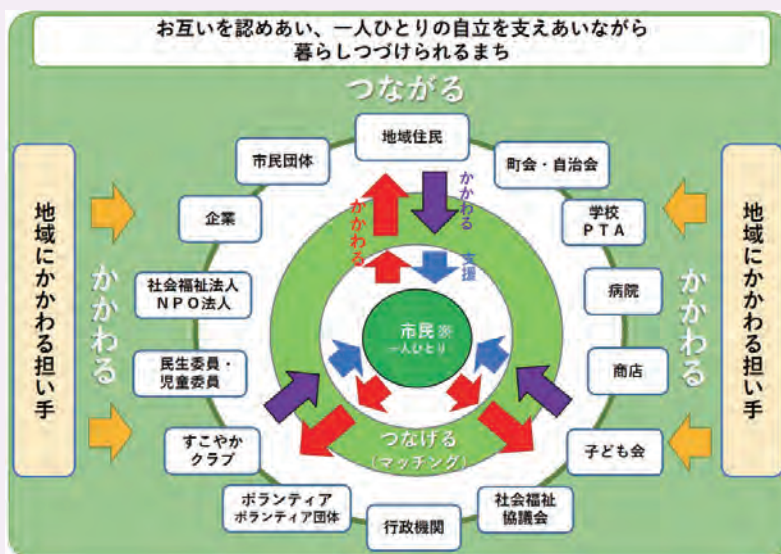 お互いを認めあい、一人ひとりの自立を支えあいながら
暮らしつづけられるまち
つながる
地域住民
市民団体
町会・自治会
企業
学校
PTA
社会福祉法人
NPO法人
病院
民生委員・
児童委員
商店
すこやか
クラブ
子ども会
ボランティア
ボランティア団体
行政機関
社会福祉
協議会
地域にかかわる担い手
かかわる
かかわる
かかわる
支援
市民※
一人ひとり
つなげる
(マッチング)
かかわる
地域にかかわる担い手